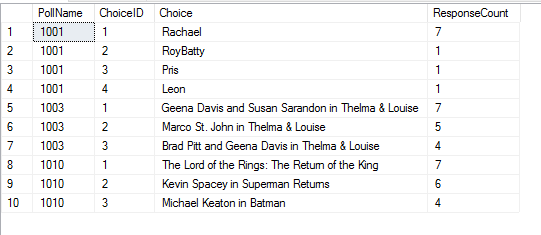 PollName ChoiceID Choice ResponseCount
1 1001 1 Rachael 7
2 1001 2 RoyBatty 1
3 1001 3 Pris 1
4 1001 4 Leon 1
5 1003 1 Geena Davis and Susan Sarandon in Thelma & Louise 7
6 1003 2 Marco St. John in Thelma & Louise 5
7 1003 3 Brad Pitt and Geena Davis in Thelma & Louise 4
8 1010 1 The Lord of the Rings: The Return of the King 7
9 1010 2 Kevin Spacey in Superman Returns 6
10 1010 3 Michael Keaton in Batman 4